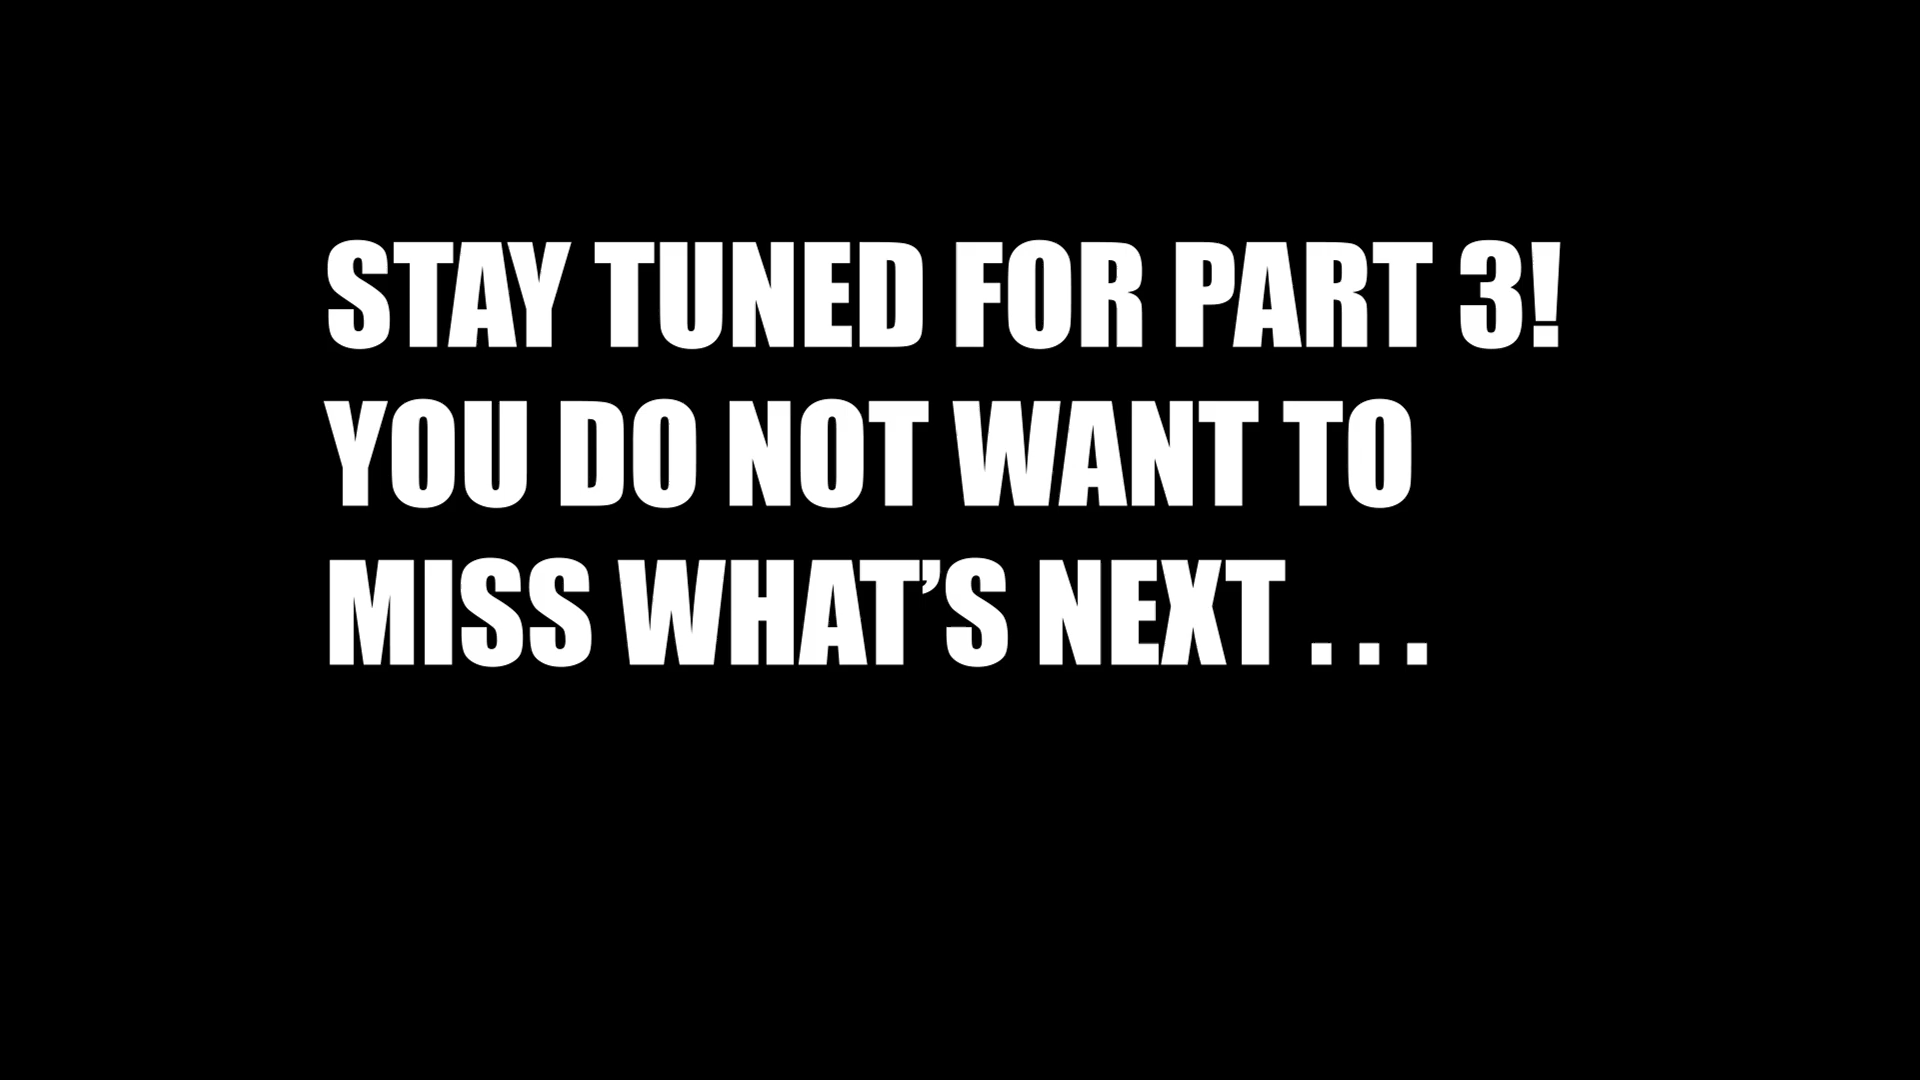 STAY TUNED FOR PART 3!
YOU DO NOT WANT TO
MISS WHAT’S NEXT . . .